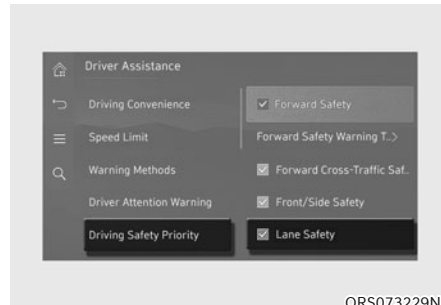 Driver Assistance
Driving Convenience
Speed Limit
Warning Methods
Driver Attention Warning
Driving Safety Priority
Forward Safety
Forward Safety Warning T..>
Forward Cross-Traffic Saf..
Front/Side Safety
Lane Safety
ORS073229N